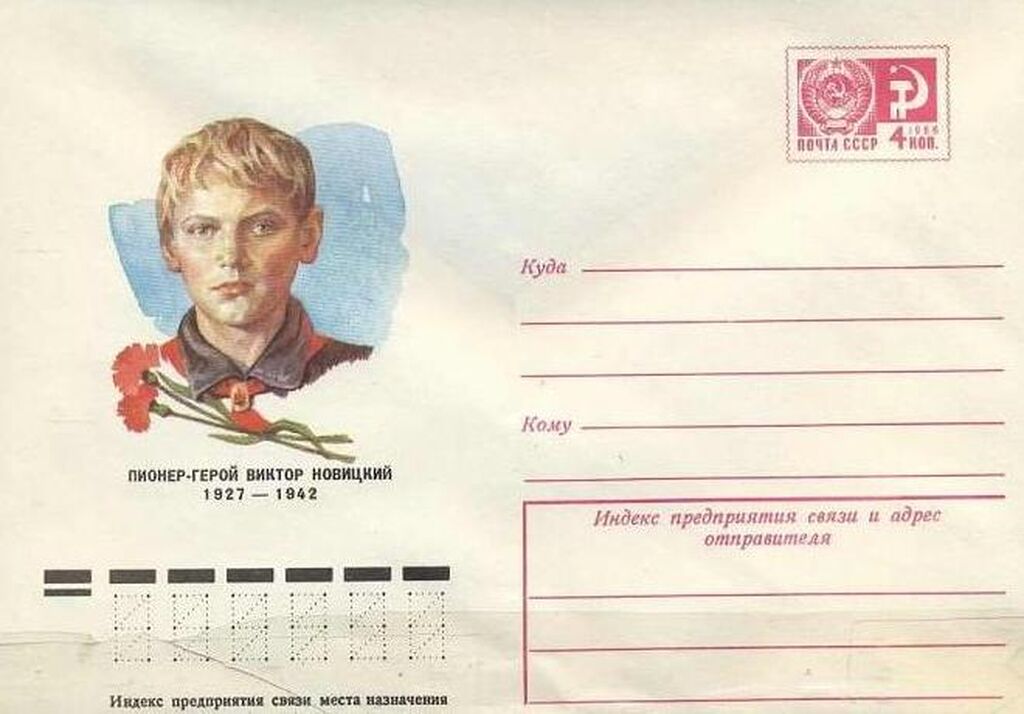 1966
ПОЧТА СССР 4 КОП.
Куда
Кому
ПИОНЕР-ГЕРОЙ ВИКТОР НОВИЦКИЙ
1927 — 1942
Индекс предприятия связи и адрес
отправителя
Индекс предприятия связи места назначения